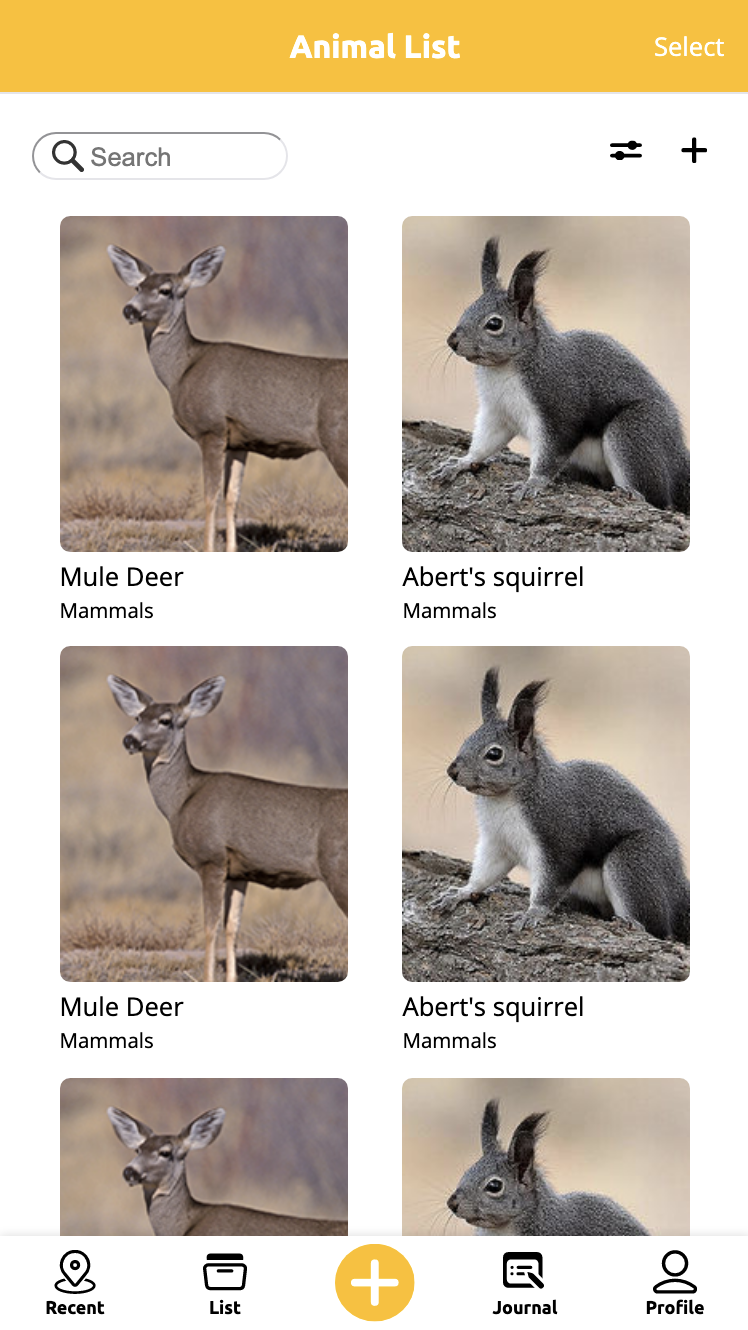 Animal List
Select
Search
Mule Deer
Abert's squirrel
Mammals
Mammals
Mule Deer
Abert's squirrel
Mammals
Mammals
Recent
List
Journal
Profile